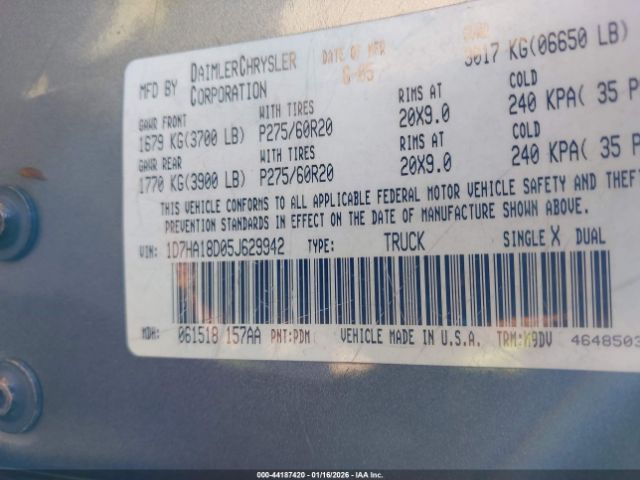 MFD BY DAIMLERCHRYSLER CORPORATION DATE OF MFR 6-05 GVWR 3017 KG(06650 LB)
GAWR FRONT WITH TIRES RIMS AT COLD
1679 KG(3700 LB) P275/60R20 20X9.0 240 KPA( 35 P
GAWR REAR WITH TIRES RIMS AT COLD
1770 KG(3900 LB) P275/60R20 20X9.0 240 KPA( 35 P
THIS VEHICLE CONFORMS TO ALL APPLICABLE FEDERAL MOTOR VEHICLE SAFETY AND THEFT
PREVENTION STANDARDS IN EFFECT ON THE DATE OF MANUFACTURE SHOWN ABOVE.
VIN: 1D7HA18D05J629942 TYPE: TRUCK SINGLE X DUAL
MDH: 061518 157AA PNT:PDM VEHICLE MADE IN U.S.A. TRM:K9DV 4648503
000-44187420 | 01/16/2026 | IAA Inc.